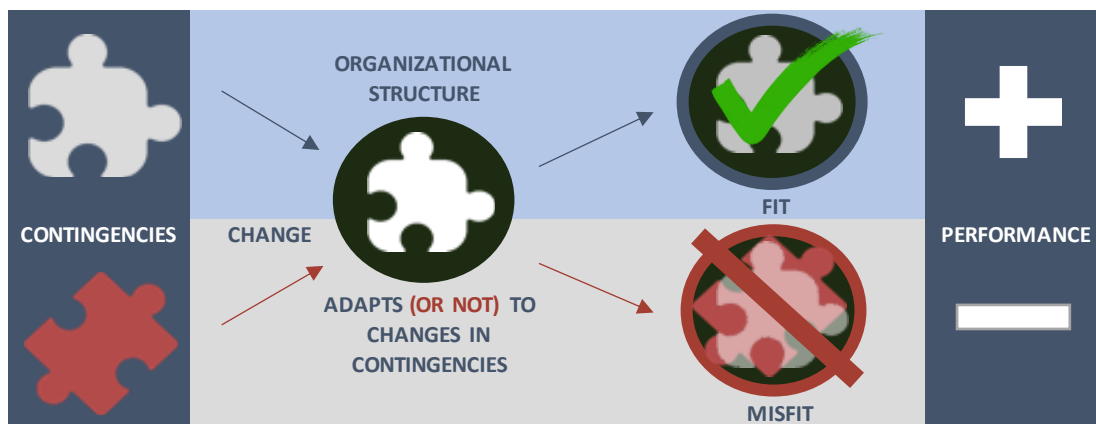 CONTINGENCIES
CHANGE
ORGANIZATIONAL
STRUCTURE
ADAPTS (OR NOT) TO
CHANGES IN
CONTINGENCIES
FIT
MISFIT
PERFORMANCE